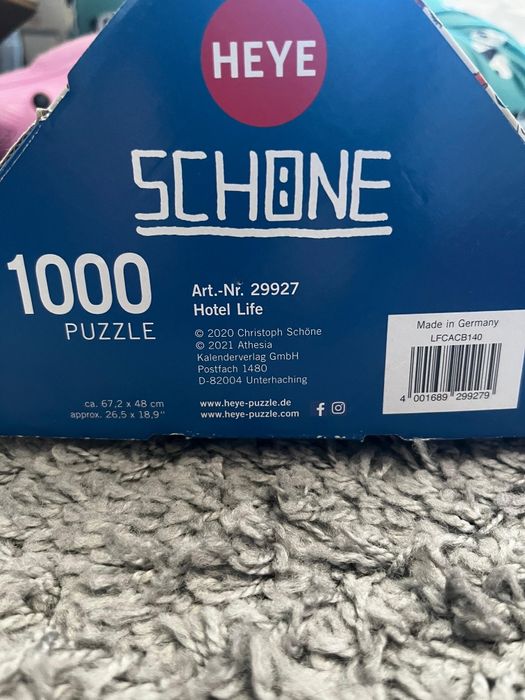 HEYE
SCHÖNE
1000
PUZZLE
ca. 67,2 x 48 cm
approx. 26,5 x 18,9"
Art.-Nr. 29927
Hotel Life
© 2020 Christoph Schöne
© 2021 Athesia
Kalenderverlag GmbH
Postfach 1480
D-82004 Unterhaching
www.heye-puzzle.de
www.heye-puzzle.com
Made in Germany
LFCACB140
4 001689 299279